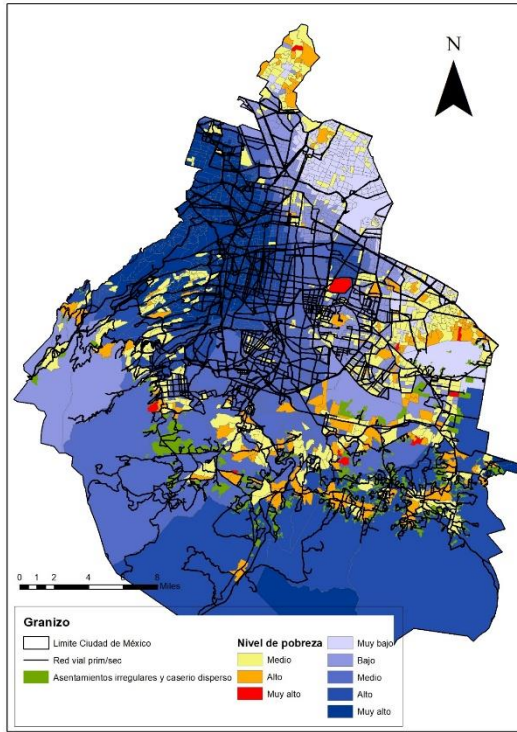 N
0 1 2 4 6 8
Miles
Granizo
Limite Ciudad de México
Red vial prim/sec
Asentamientos irregulares y caserio disperso
Nivel de pobreza
Medio
Alto
Muy alto
Muy bajo
Bajo
Medio
Alto
Muy alto